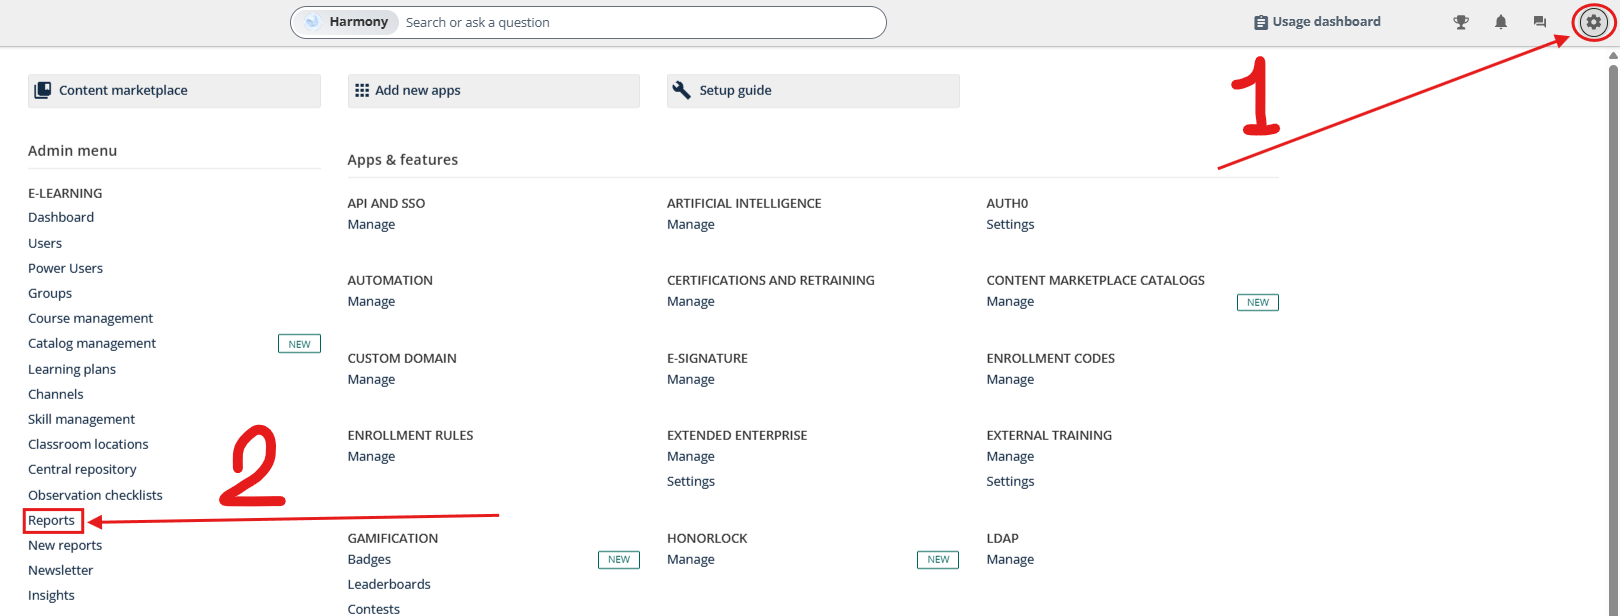 Harmony Search or ask a question
Usage dashboard
1
Content marketplace
Add new apps
Setup guide
Admin menu
E-LEARNING
Dashboard
Users
Power Users
Groups
Course management
Catalog management NEW
Learning plans
Channels
Skill management
Classroom locations
Central repository
Observation checklists
Reports
New reports
Newsletter
Insights
2
Apps & features
API AND SSO
Manage
ARTIFICIAL INTELLIGENCE
Manage
AUTH0
Settings
AUTOMATION
Manage
CERTIFICATIONS AND RETRAINING
Manage
CONTENT MARKETPLACE CATALOGS
Manage NEW
CUSTOM DOMAIN
Manage
E-SIGNATURE
Manage
ENROLLMENT CODES
Manage
ENROLLMENT RULES
Manage
EXTENDED ENTERPRISE
Manage
Settings
EXTERNAL TRAINING
Manage
Settings
GAMIFICATION
Badges NEW
Leaderboards
Contests
HONORLOCK
Manage NEW
LDAP
Manage